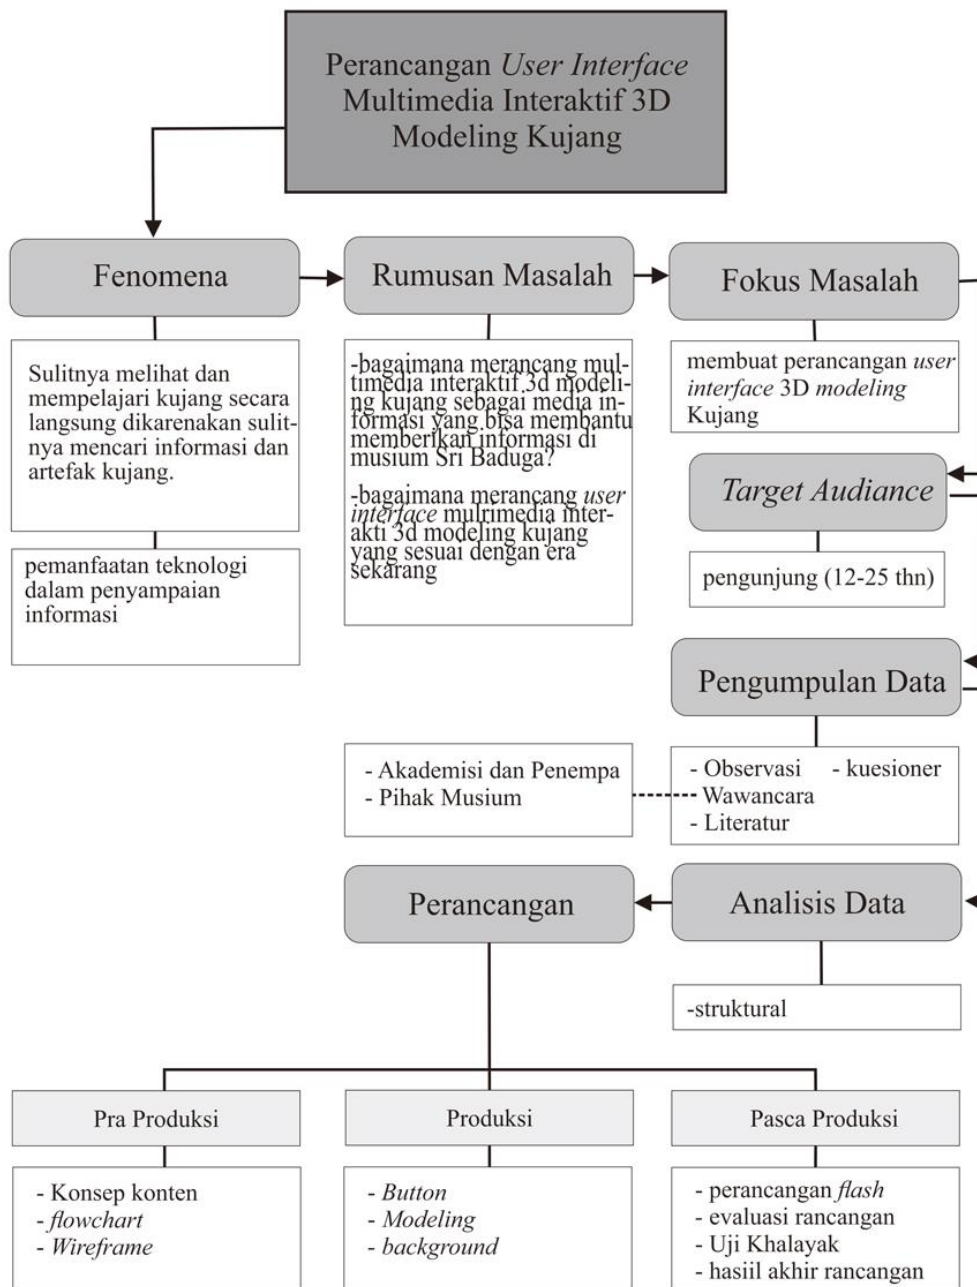 Perancangan User Interface
Multimedia Interaktif 3D
Modeling Kujang
Fenomena
Rumusan Masalah
Fokus Masalah
Sulitnya melihat dan
mempelajari kujang secara
langsung dikarenakan sulit-
nya mencari informasi dan
artefak kujang.
pemanfaatan teknologi
dalam penyampaian
informasi
-bagaimana merancang mul-
timedia interaktif 3d modeli-
ng kujang sebagai media in-
formasi yang bisa membantu
memberikan informasi di
musium Sri Baduga?
-bagaimana merancang user
interface mulrimedia inter-
akti 3d modeling kujang
yang sesuai dengan era
sekarang
membuat perancangan user
interface 3D modeling
Kujang
Target Audiance
pengunjung (12-25 thn)
Pengumpulan Data
- Akademisi dan Penempa
- Pihak Musium
- Observasi - kuesioner
- Wawancara
- Literatur
Perancangan
Analisis Data
-struktural
Pra Produksi
Produksi
Pasca Produksi
- Konsep konten
- flowchart
- Wireframe
- Button
- Modeling
- background
- perancangan flash
- evaluasi rancangan
- Uji Khalayak
- hasiil akhir rancangan